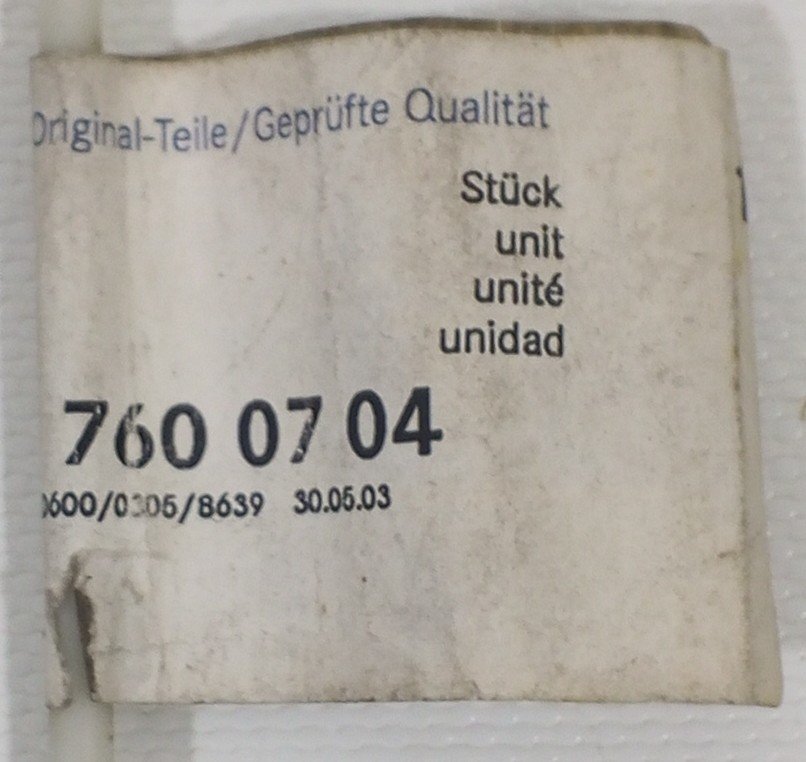 Original-Teile/Geprüfte Qualität
Stück
unit
unité
unidad
760 07 04
30.05.03